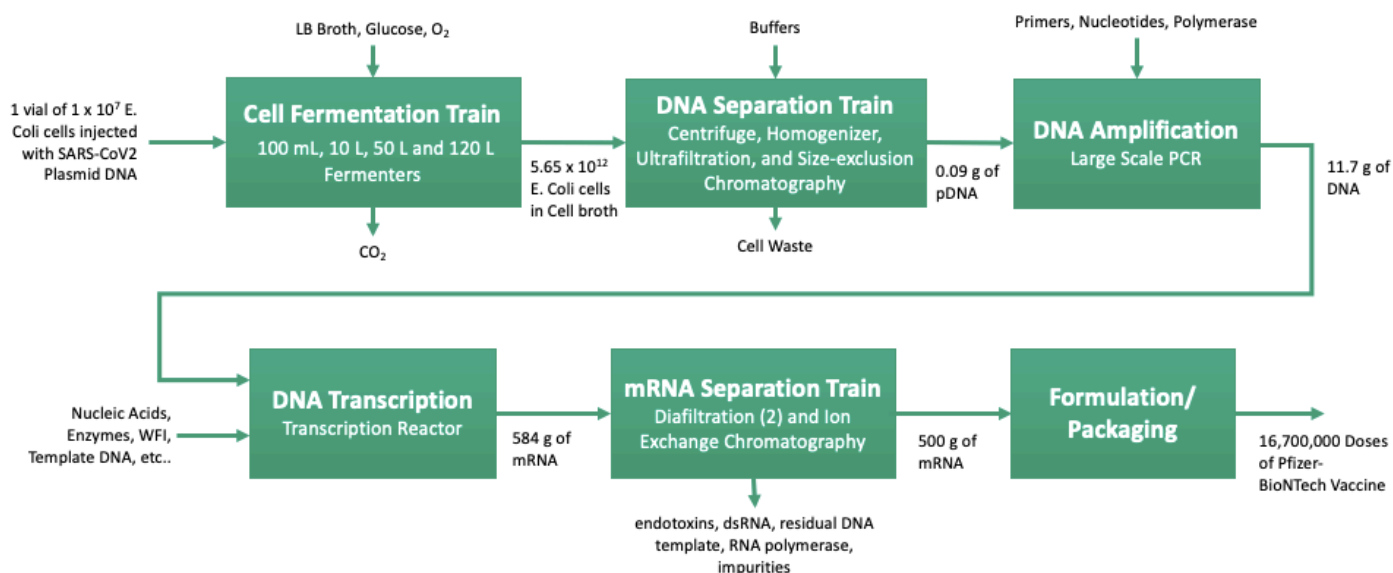 LB Broth, Glucose, O₂
Buffers
Primers, Nucleotides, Polymerase
1 vial of 1 x 10⁷ E.
Coli cells injected
with SARS-CoV2
Plasmid DNA
Cell Fermentation Train
100 mL, 10 L, 50 L and 120 L
Fermenters
5.65 x 10¹²
E. Coli cells
in Cell broth
CO₂
DNA Separation Train
Centrifuge, Homogenizer,
Ultrafiltration, and Size-exclusion
Chromatography
0.09 g of
pDNA
Cell Waste
DNA Amplification
Large Scale PCR
11.7 g of
DNA
Nucleic Acids,
Enzymes, WFI,
Template DNA, etc..
DNA Transcription
Transcription Reactor
584 g of
mRNA
mRNA Separation Train
Diafiltration (2) and Ion
Exchange Chromatography
500 g of
mRNA
endotoxins, dsRNA, residual DNA
template, RNA polymerase,
impurities
Formulation/
Packaging
16,700,000 Doses
of Pfizer-
BioNTech Vaccine